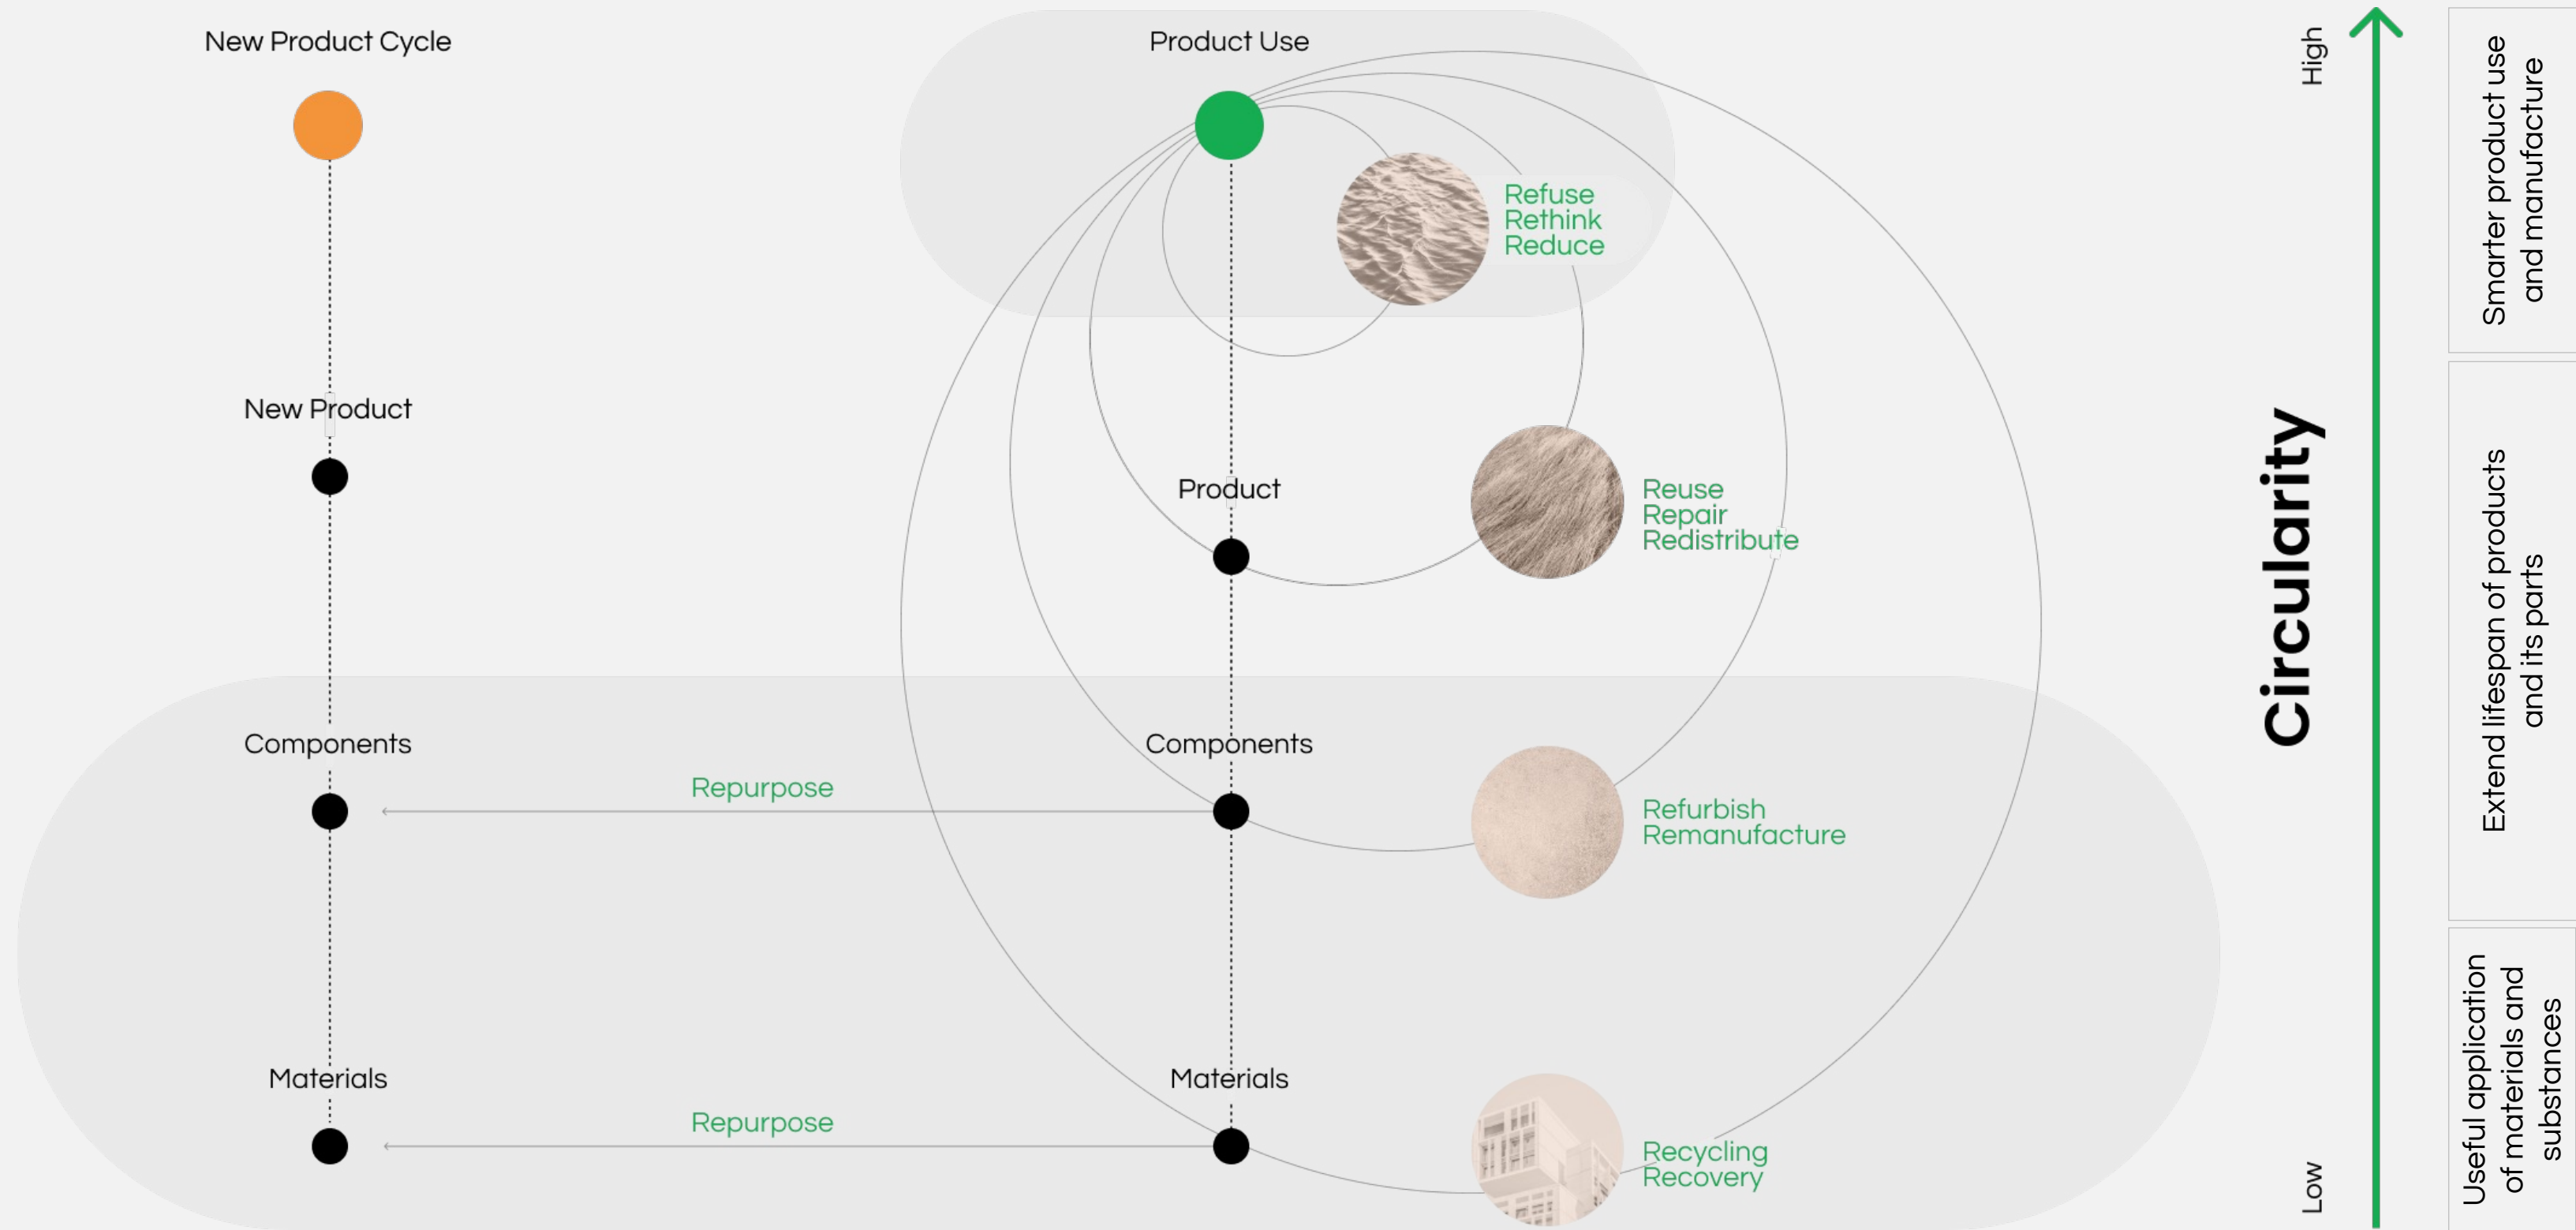 New Product Cycle
Product Use
Refuse
Rethink
Reduce
New Product
Product
Reuse
Repair
Redistribute
Components
Components
Repurpose
Refurbish
Remanufacture
Materials
Materials
Repurpose
Recycling
Recovery
High
Circularity
Low
Smarter product use
and manufacture
Extend lifespan of products
and its parts
Useful application
of materials and
substances